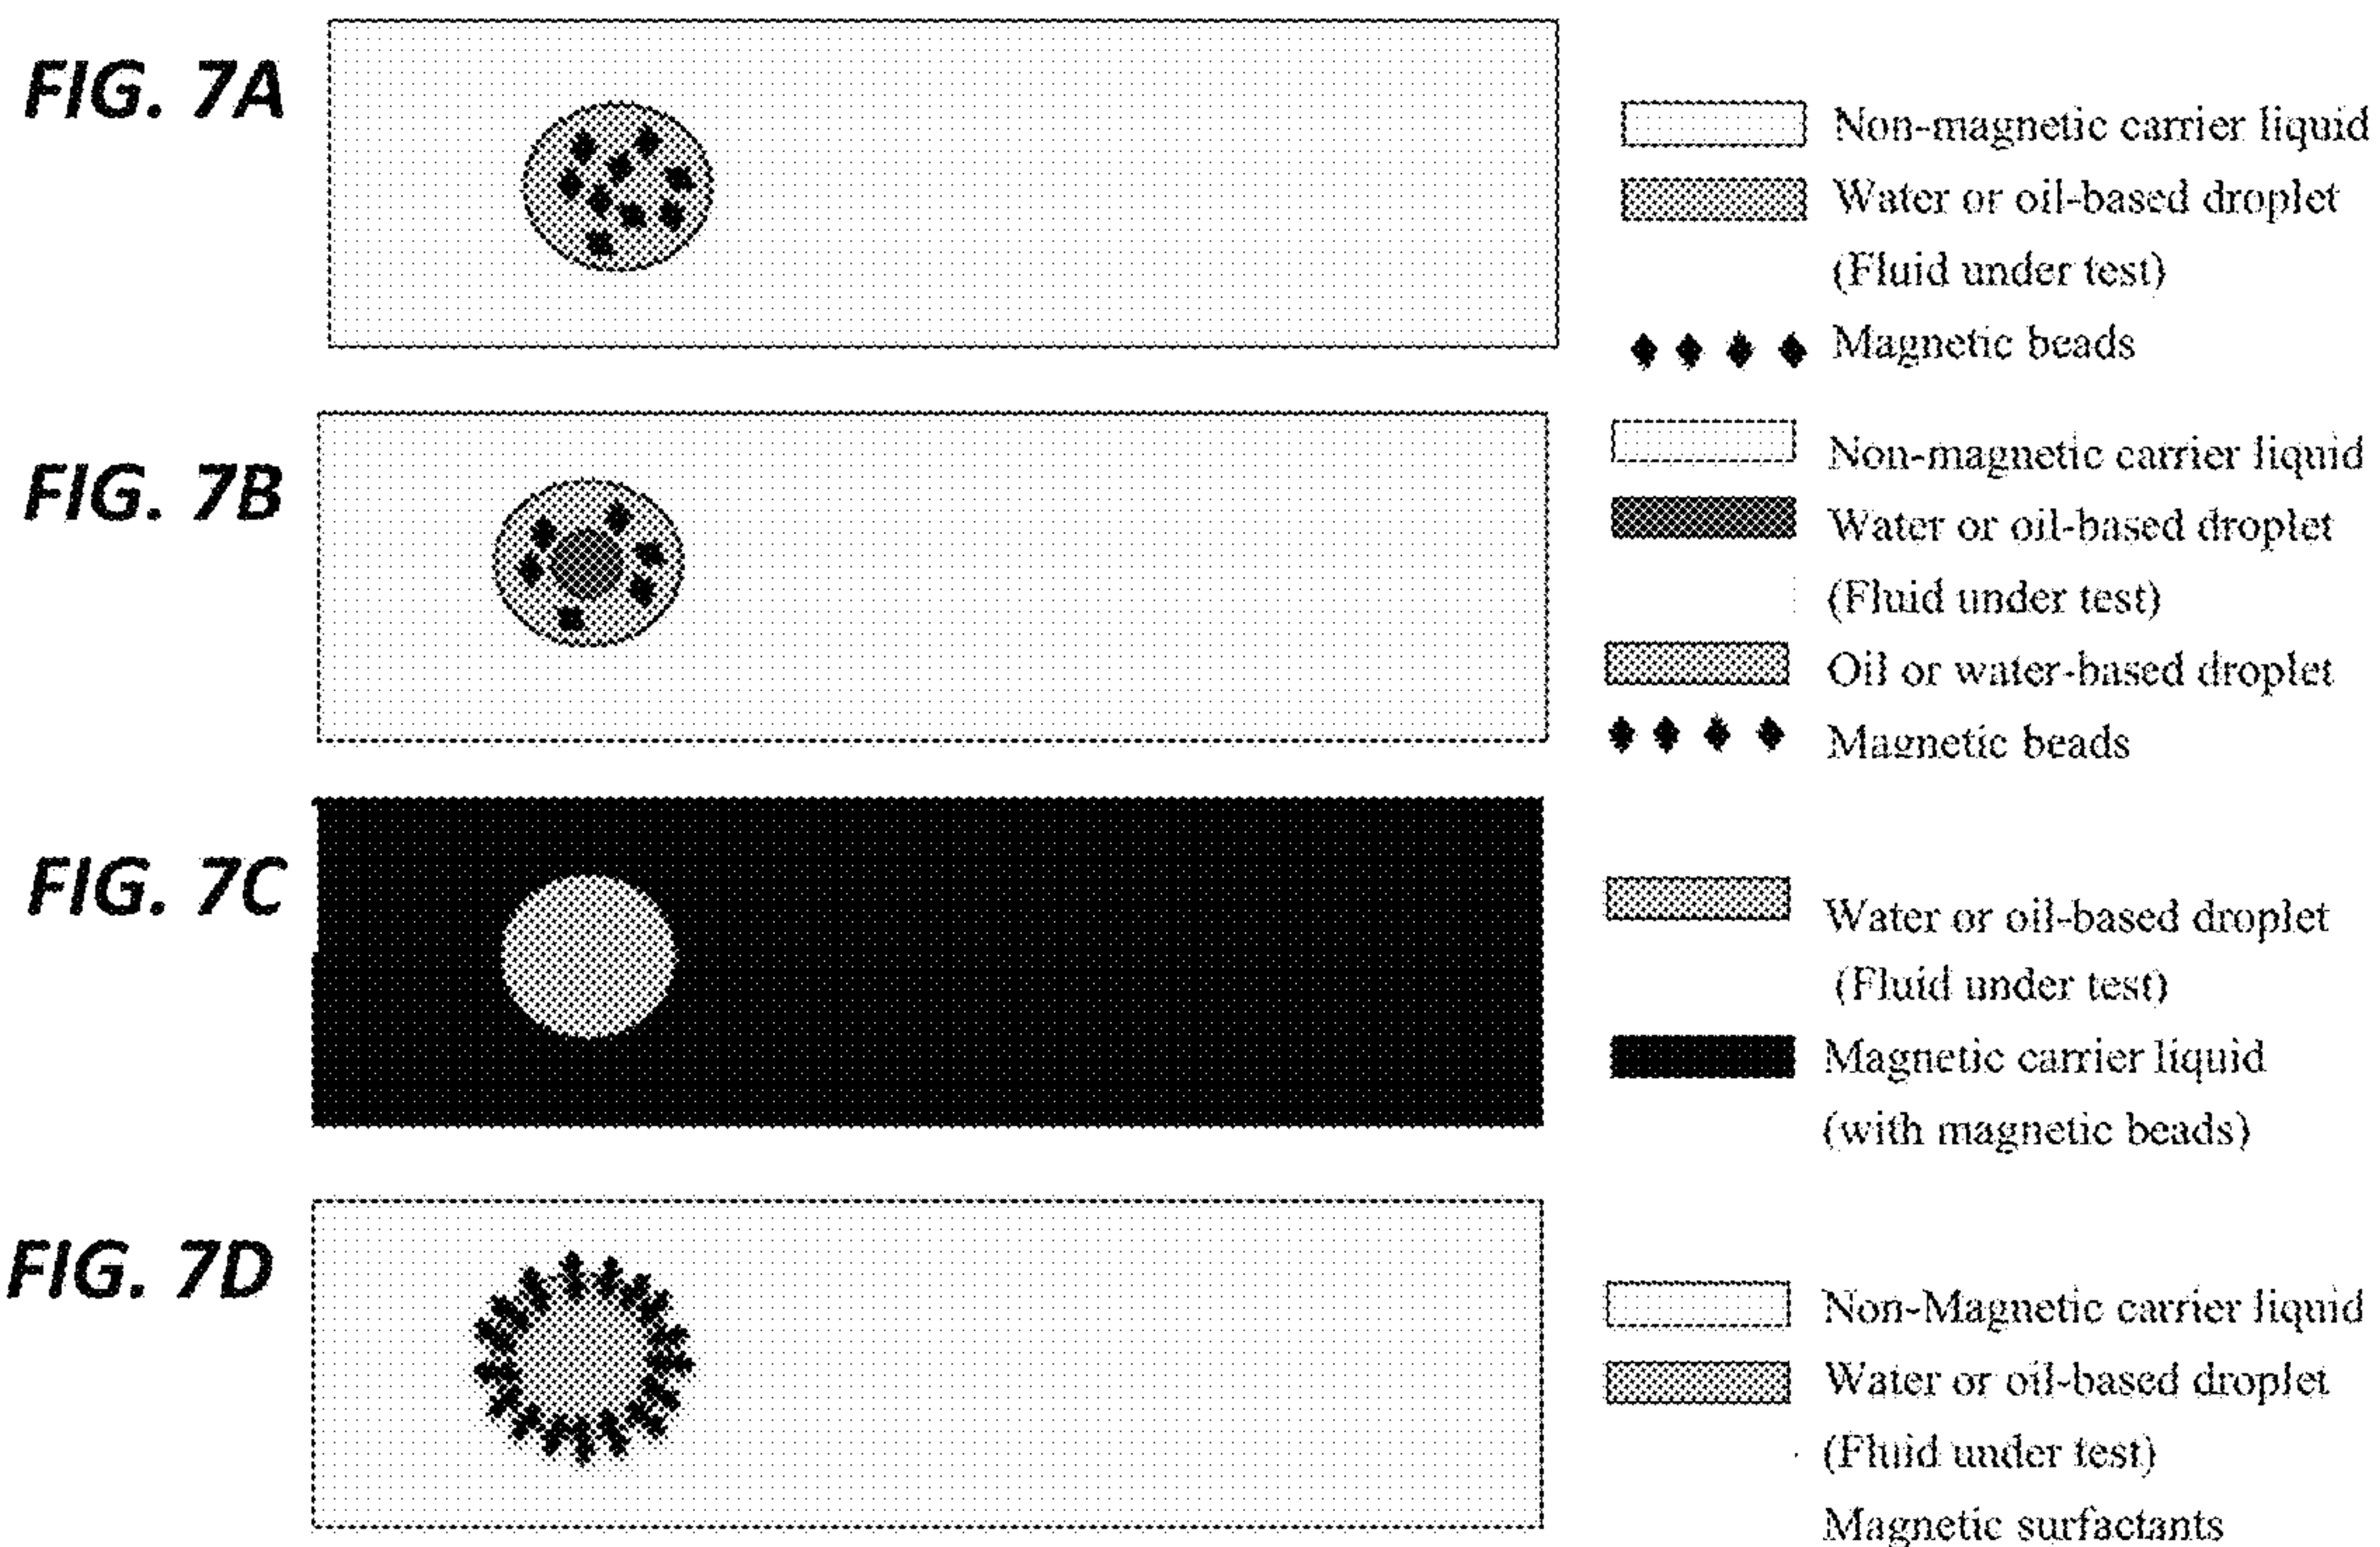 FIG. 7A
Non-magnetic carrier liquid
Water or oil-based droplet
(Fluid under test)
Magnetic beads
FIG. 7B
Non-magnetic carrier liquid
Water or oil-based droplet
(Fluid under test)
Oil or water-based droplet
Magnetic beads
FIG. 7C
Water or oil-based droplet
(Fluid under test)
Magnetic carrier liquid
(with magnetic beads)
FIG. 7D
Non-Magnetic carrier liquid
Water or oil-based droplet
(Fluid under test)
Magnetic surfactants